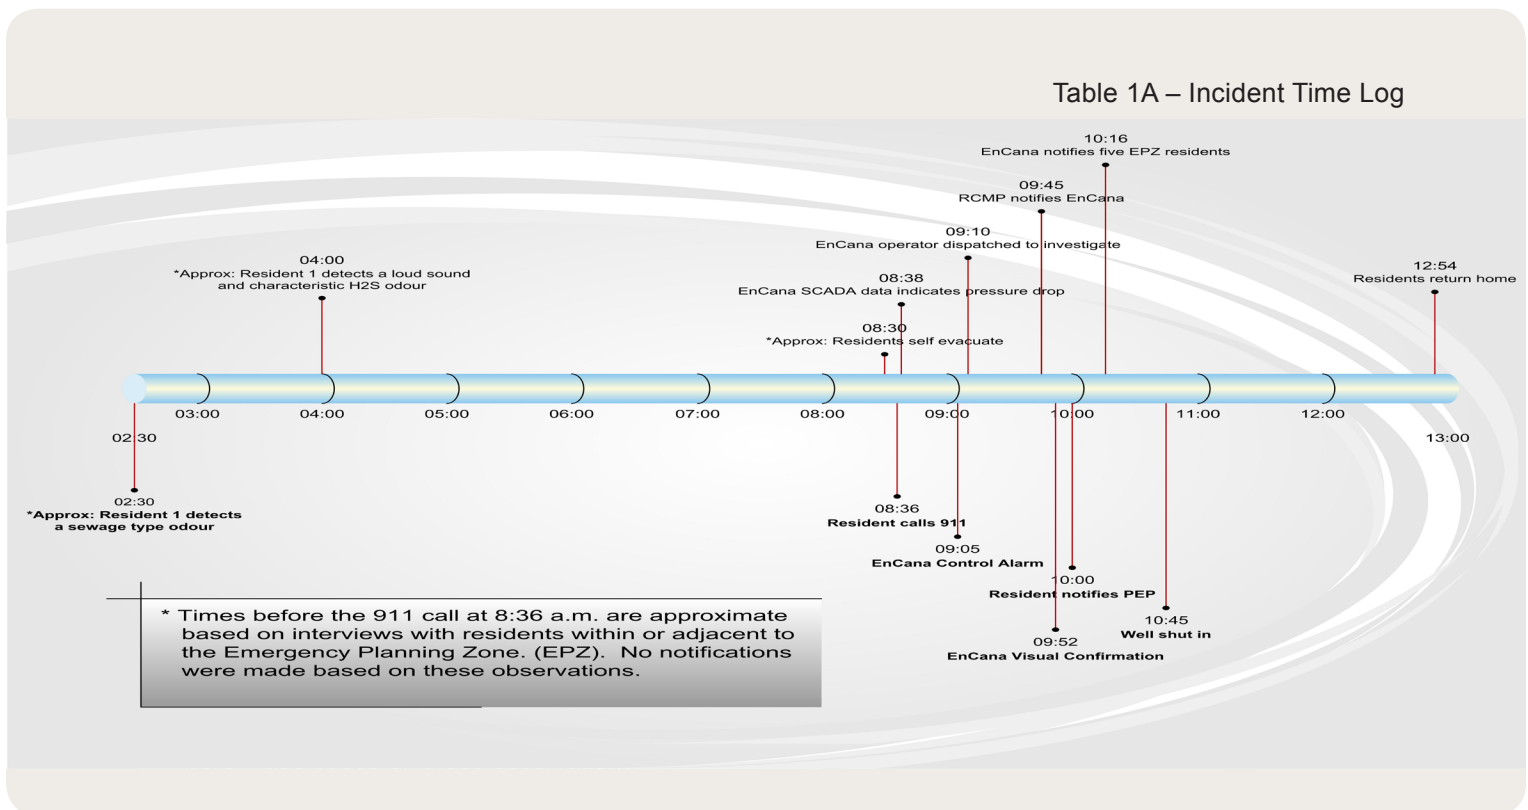 Table 1A – Incident Time Log
10:16
EnCana notifies five EPZ residents
09:45
RCMP notifies EnCana
09:10
EnCana operator dispatched to investigate
08:38
EnCana SCADA data indicates pressure drop
08:30
*Approx: Residents self evacuate
04:00
*Approx: Resident 1 detects a loud sound
and characteristic H2S odour
12:54
Residents return home
03:00
04:00
05:00
06:00
07:00
08:00
09:00
10:00
11:00
12:00
02:30
13:00
02:30
*Approx: Resident 1 detects
a sewage type odour
08:36
Resident calls 911
09:05
EnCana Control Alarm
10:00
Resident notifies PEP
10:45
Well shut in
09:52
EnCana Visual Confirmation
* Times before the 911 call at 8:36 a.m. are approximate
based on interviews with residents within or adjacent to
the Emergency Planning Zone. (EPZ). No notifications
were made based on these observations.